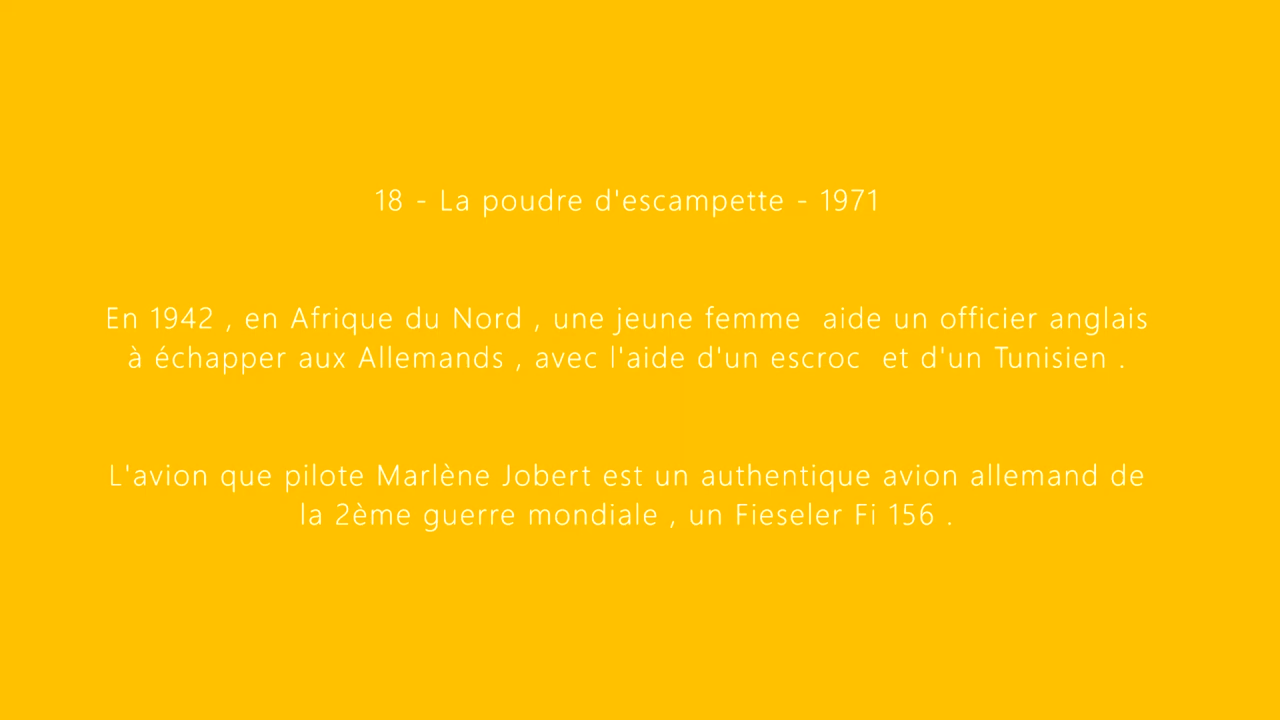 18 - La poudre d'escampette - 1971
En 1942 , en Afrique du Nord , une jeune femme  aide un officier anglais
à échapper aux Allemands , avec l'aide d'un escroc  et d'un Tunisien .
L'avion que pilote Marlène Jobert est un authentique avion allemand de
la 2ème guerre mondiale , un Fieseler Fi 156 .